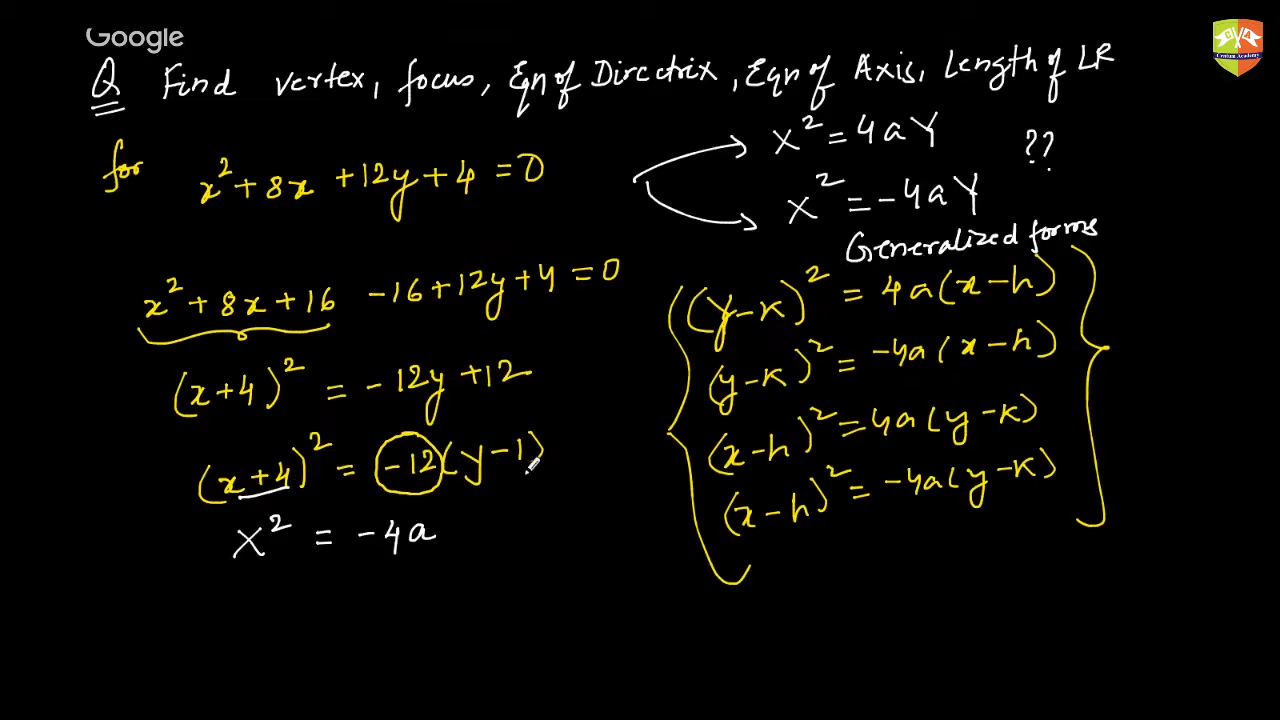 Google
Q Find vertex, focus, Eqn of Directrix, Eqn of Axis, Length of LR
for x² + 8x + 12y + 4 = 0
X² = 4aY
??
X² = -4aY
Generalized forms
x² + 8x + 16 - 16 + 12y + 4 = 0
(x+4)² = -12y + 12
(x+4)² = -12(y-1)
X² = -4a
(y-k)² = 4a(x-h)
(y-k)² = -4a(x-h)
(x-h)² = 4a(y-k)
(x-h)² = -4a(y-k)